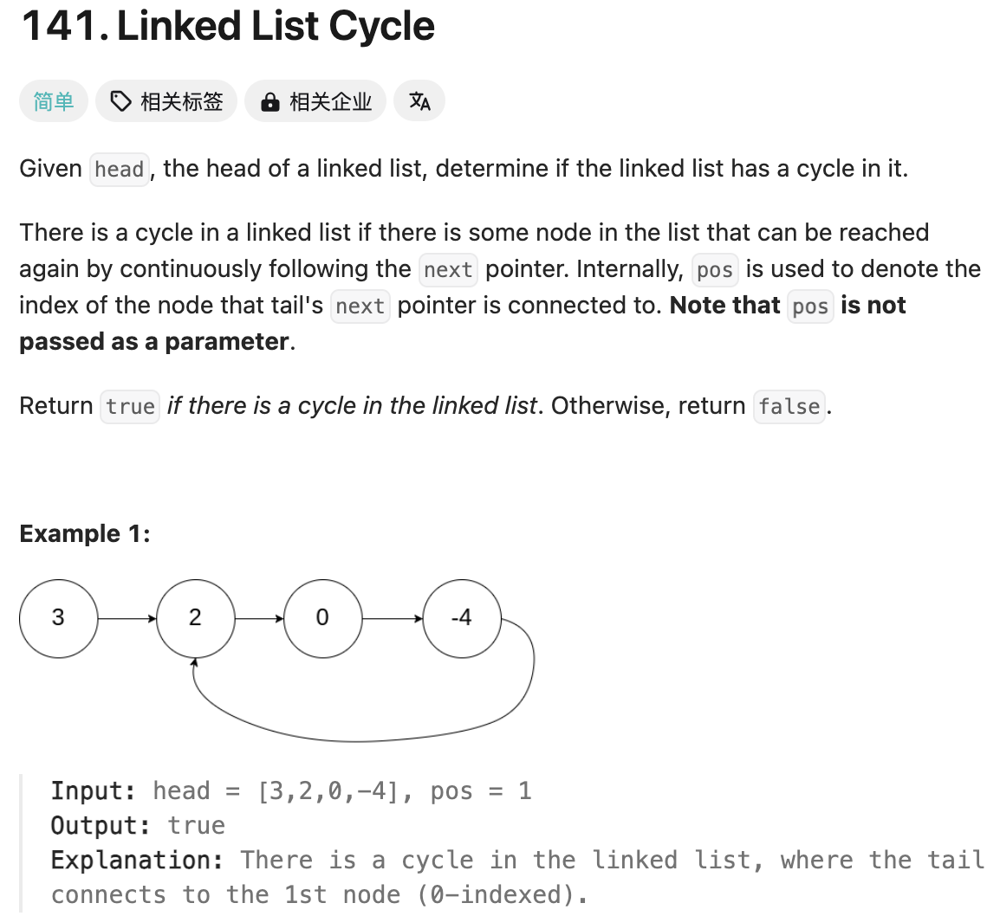 141. Linked List Cycle
简单 相关标签 相关企业
Given head, the head of a linked list, determine if the linked list has a cycle in it.
There is a cycle in a linked list if there is some node in the list that can be reached
again by continuously following the next pointer. Internally, pos is used to denote the
index of the node that tail's next pointer is connected to. Note that pos is not
passed as a parameter.
Return true if there is a cycle in the linked list. Otherwise, return false.
Example 1:
3 2 0 -4
Input: head = [3,2,0,-4], pos = 1
Output: true
Explanation: There is a cycle in the linked list, where the tail
connects to the 1st node (0-indexed).